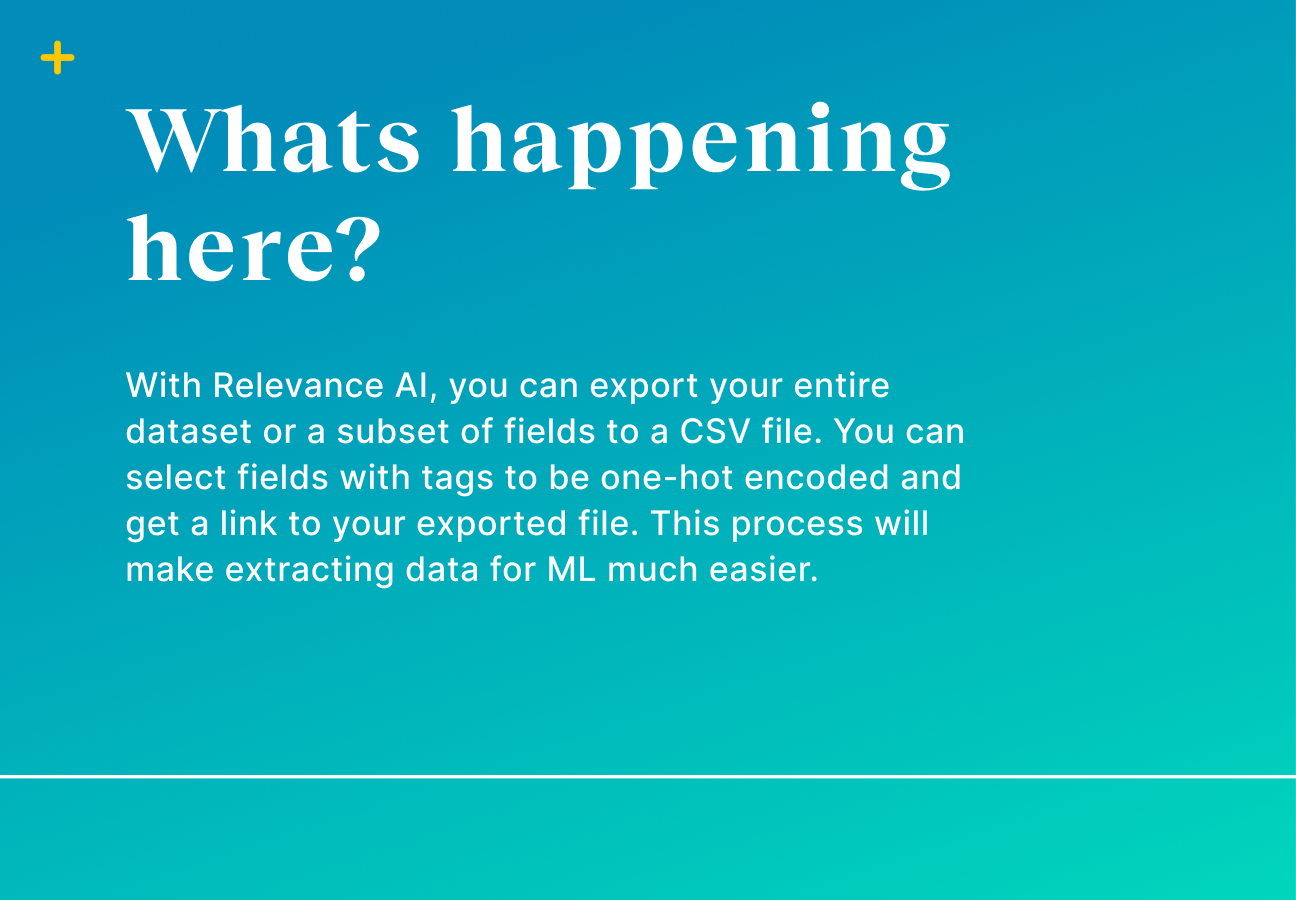 Whats happening
here?
With Relevance AI, you can export your entire
dataset or a subset of fields to a CSV file. You can
select fields with tags to be one-hot encoded and
get a link to your exported file. This process will
make extracting data for ML much easier.